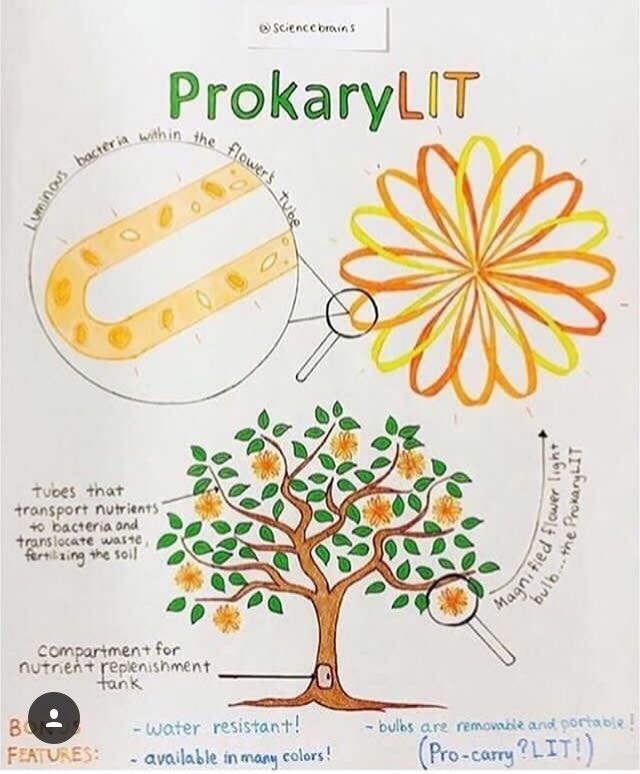 @sciencebrains
ProkaryLIT
Luminous bacteria within the flower's tube
tubes that
transport nutrients
to bacteria and
translocate waste,
fertilizing the soil
Magnified flower light
bulb...the ProkaryLIT
compartment for
nutrient replenishment
tank
FEATURES:
- water resistant!
- available in many colors!
- bulbs are removable and portable!
(Pro-carry?LIT!)